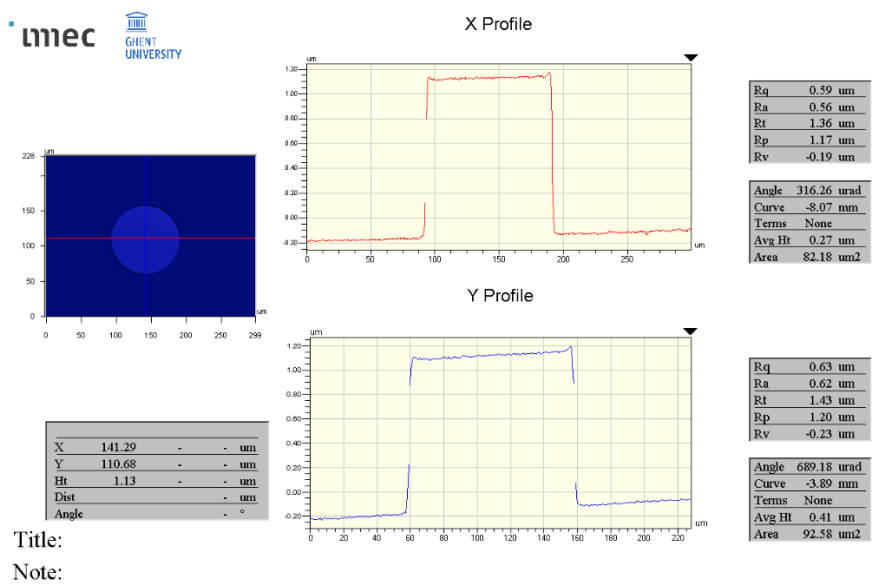 imec
GHENT
UNIVERSITY
X Profile
um
1.20
1.00
0.80
0.60
0.40
0.20
0.00
-0.20
0 50 100 150 200 250 um
Rq 0.59 um
Ra 0.56 um
Rt 1.36 um
Rp 1.17 um
Rv -0.19 um
Angle 316.26 urad
Curve -8.07 mm
Terms None
Avg Ht 0.27 um
Area 82.18 um2
um
228
150
100
50
0
um
0 50 100 150 200 250 299
Y Profile
um
1.20
1.00
0.80
0.60
0.40
0.20
0.00
-0.20
0 20 40 60 80 100 120 140 160 180 200 220 um
Rq 0.63 um
Ra 0.62 um
Rt 1.43 um
Rp 1.20 um
Rv -0.23 um
Angle 689.18 urad
Curve -3.89 mm
Terms None
Avg Ht 0.41 um
Area 92.58 um2
X 141.29 - - um
Y 110.68 - - um
Ht 1.13 - - um
Dist - um
Angle - °
Title:
Note: